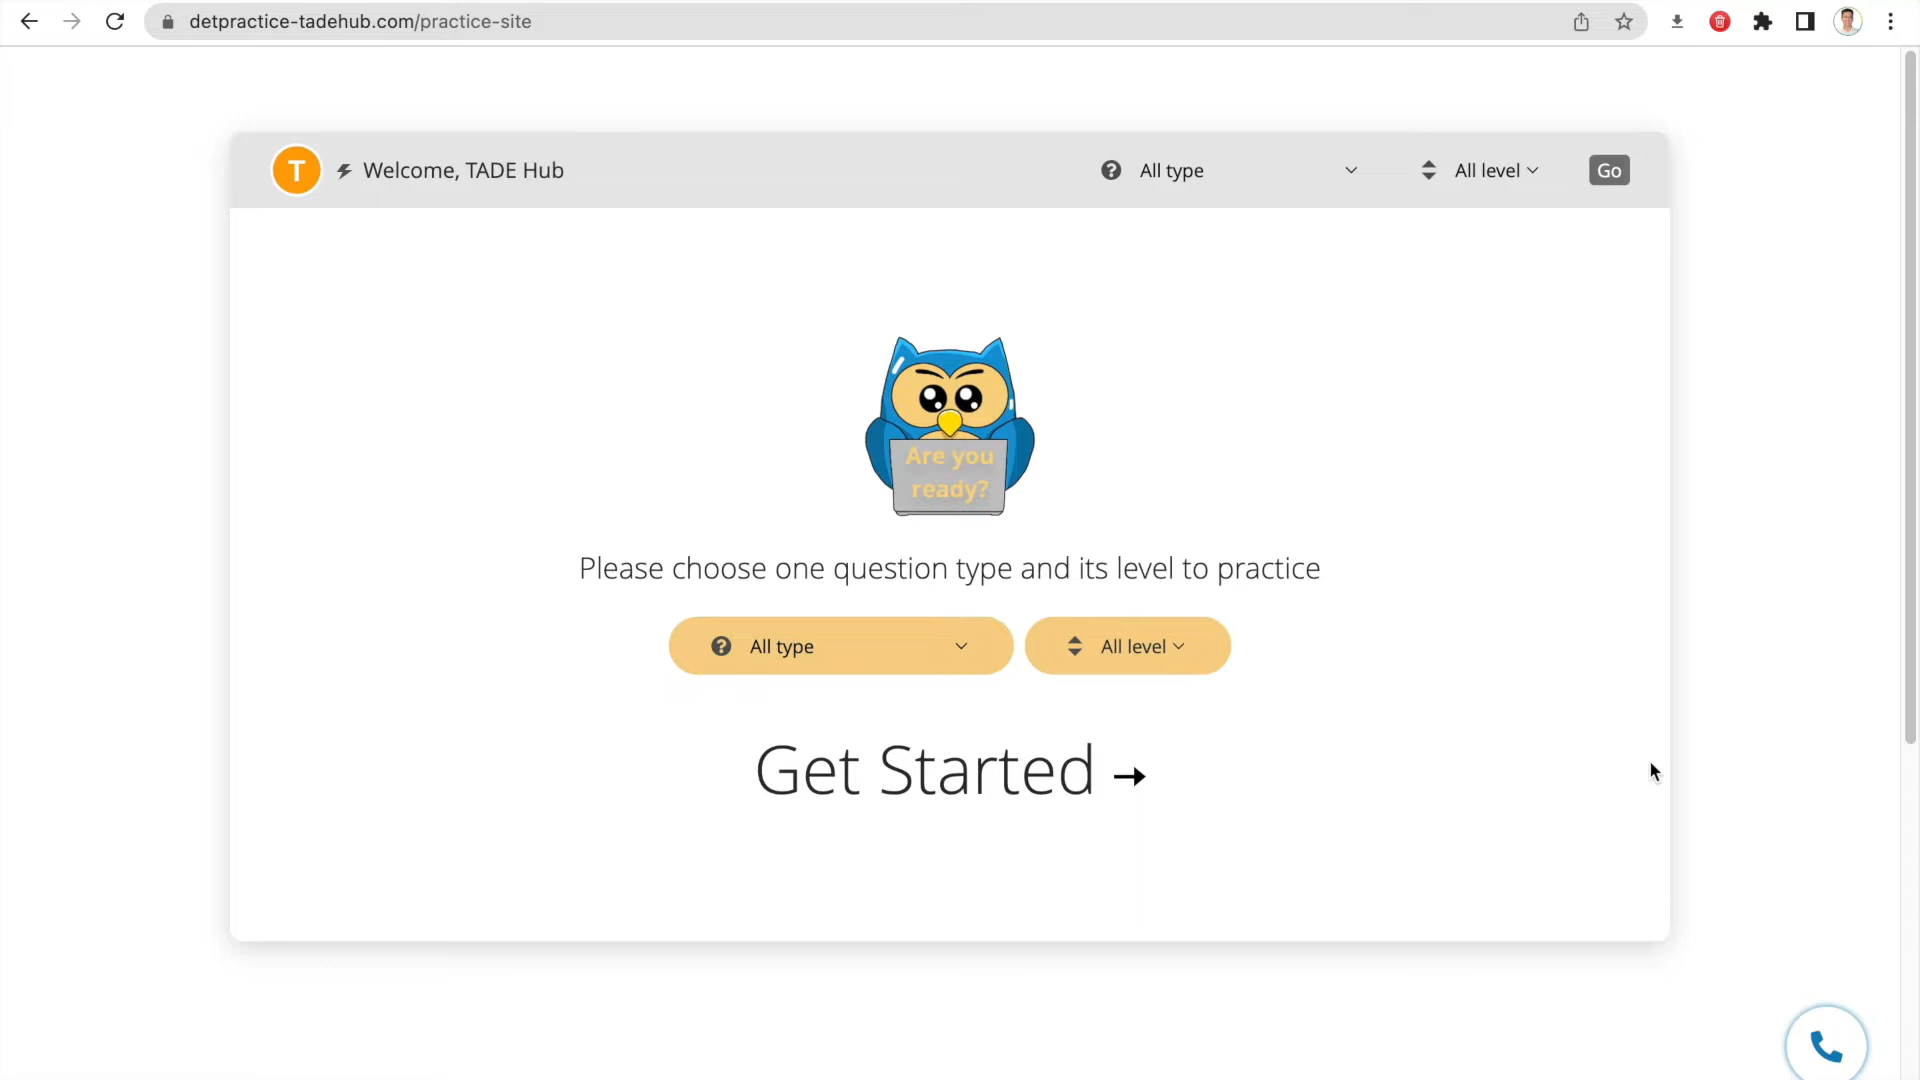 detpractice-tadehub.com/practice-site
T
Welcome, TADE Hub
All type
All level
Go
Are you
ready?
Please choose one question type and its level to practice
All type
All level
Get Started →